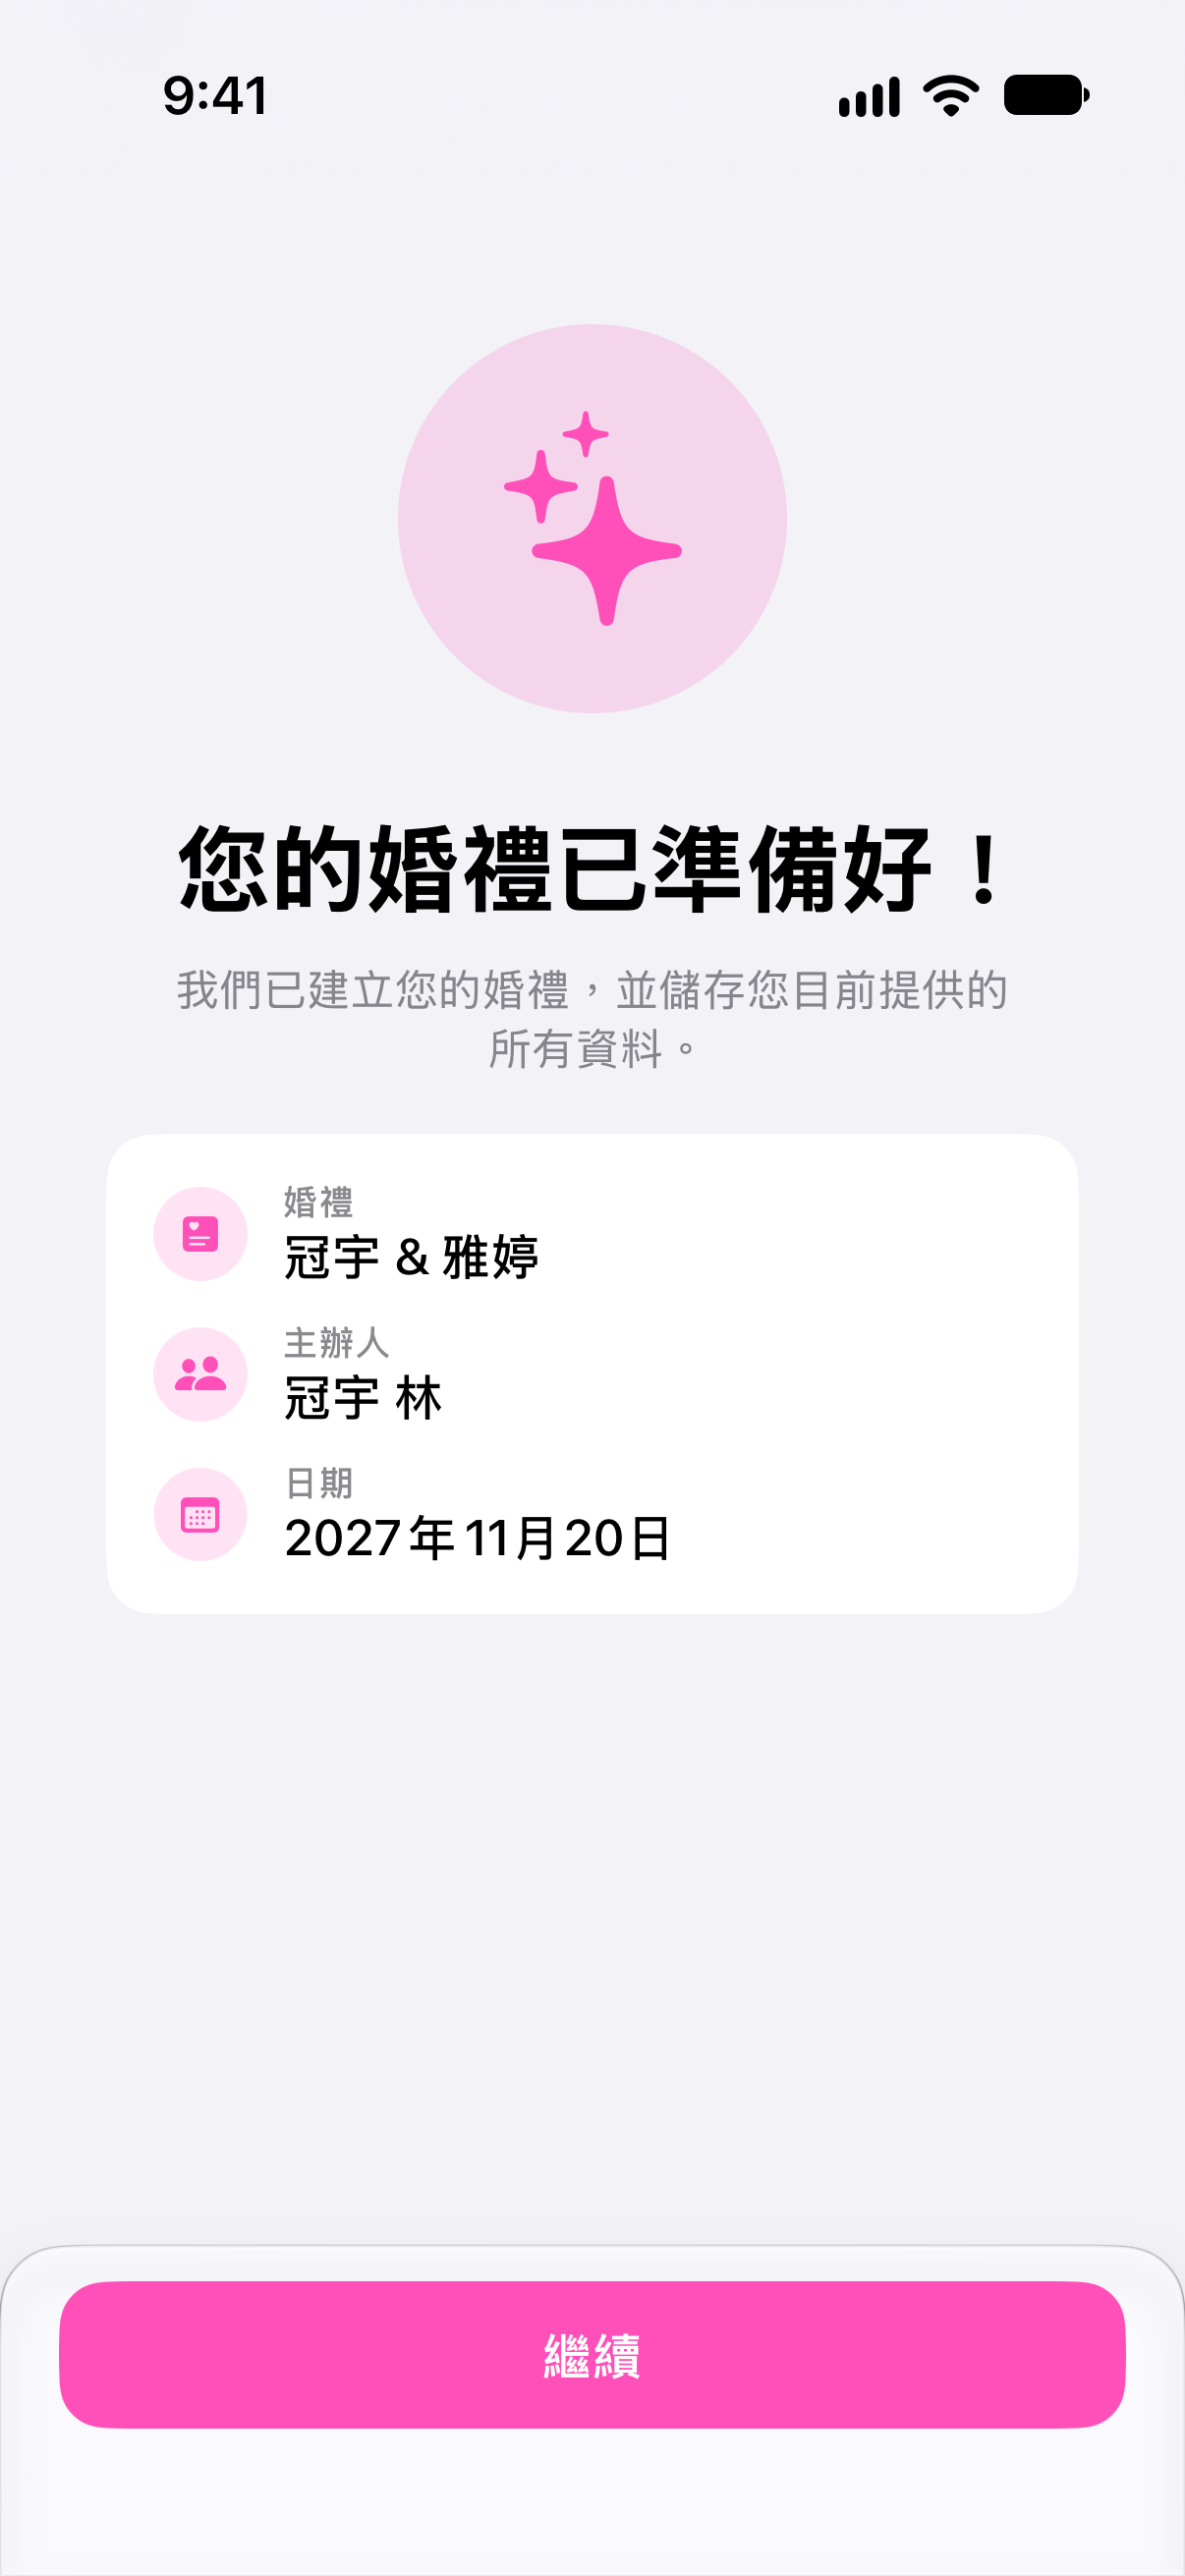 9:41
您的婚禮已準備好！
我們已建立您的婚禮，並儲存您目前提供的
所有資料。
婚禮
冠宇 & 雅婷
主辦人
冠宇 林
日期
2027年11月20日
繼續